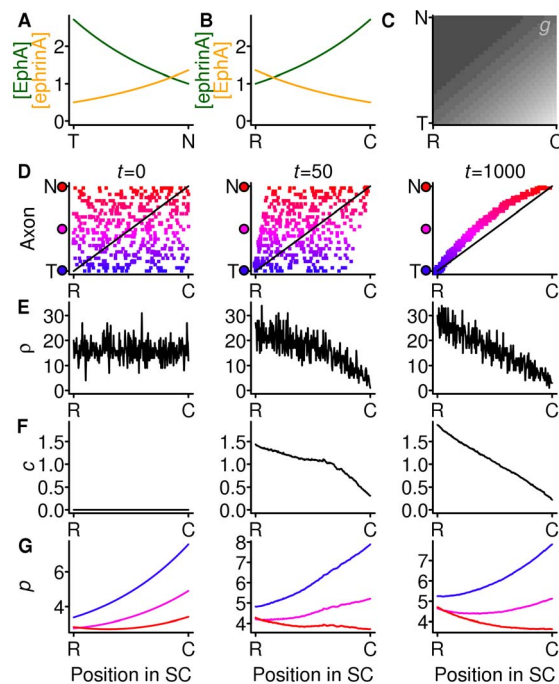 A
[EphA]
[ephrinA]
2
1
0
T N
B
[ephrinA]
[EphA]
2
1
0
R C
C
N
T
g
R C
D
t=0 t=50 t=1000
Axon
N
T
R C
N
T
R C
N
T
R C
E
ρ
30
20
10
0
R C
30
20
10
0
R C
30
20
10
0
R C
F
c
1.5
1.0
0.5
0.0
R C
1.5
1.0
0.5
0.0
R C
1.5
1.0
0.5
0.0
R C
G
p
6
4
R C
8
7
6
5
4
R C
7
6
5
4
R C
Position in SC Position in SC Position in SC